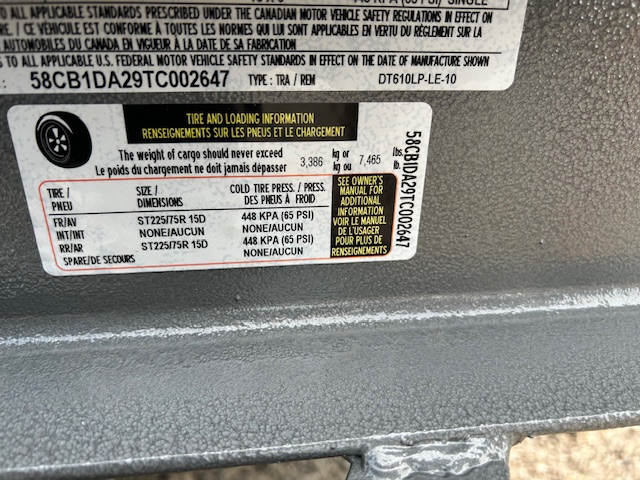 448 KPA (65 PSI) SINGLE
TO ALL APPLICABLE STANDARDS PRESCRIBED UNDER THE CANADIAN MOTOR VEHICLE SAFETY REGULATIONS IN EFFECT
/ CE VÉHICULE EST CONFORME À TOUTES LES NORMES QUI LUI SONT APPLICABLES EN VERTU DU RÈGLEMENT SUR
AUTOMOBILES DU CANADA EN VIGUEUR À LA DATE DE SA FABRICATION
TO ALL APPLICABLE U.S. FEDERAL MOTOR VEHICLE SAFETY STANDARDS IN EFFECT ON THE DATE OF MANUFACTURE SHOWN
58CB1DA29TC002647 TYPE : TRA / REM DT610LP-LE-10
TIRE AND LOADING INFORMATION
RENSEIGNEMENTS SUR LES PNEUS ET LE CHARGEMENT
The weight of cargo should never exceed
Le poids du chargement ne doit jamais dépasser
3,386 kg or kg ou 7,465 lbs. lb.
TIRE / PNEU SIZE / DIMENSIONS COLD TIRE PRESS. / PRESS. DES PNEUS À FROID
FR/AV ST225/75R 15D 448 KPA (65 PSI)
INT/INT NONE/AUCUN NONE/AUCUN
RR/AR ST225/75R 15D 448 KPA (65 PSI)
SPARE/DE SECOURS NONE/AUCUN
SEE OWNER'S
MANUAL FOR
ADDITIONAL
INFORMATION
VOIR LE MANUEL
DE L'USAGER
POUR PLUS DE
RENSEIGNEMENTS
58CB1DA29TC002647